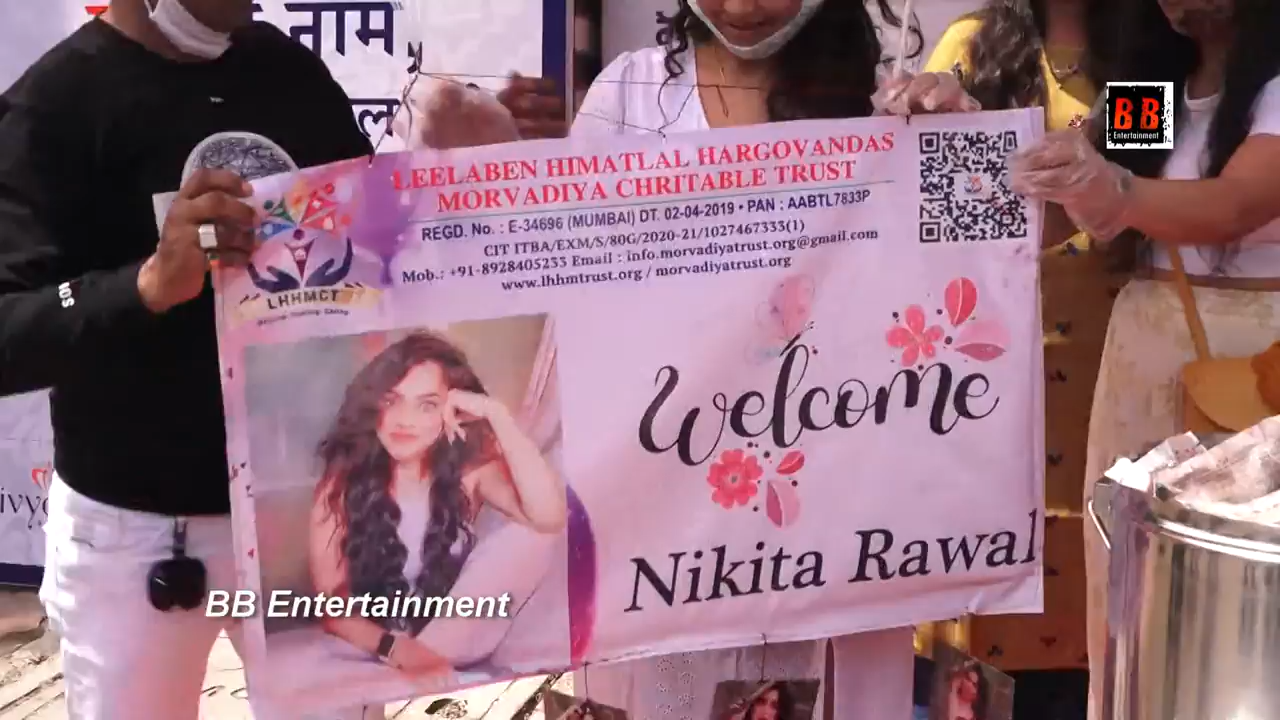 नाम
B B
Entertainment
LEELABEN HIMATLAL HARGOVANDAS
MORVADIYA CHRITABLE TRUST
REGD. No. : E-34696 (MUMBAI) DT. 02-04-2019 • PAN : AABTL7833P
CIT ITBA/EXM/S/80G/2020-21/1027467333(1)
Mob.: +91-8928405233 Email : info.morvadiyatrust.org@gmail.com
www.lhhmtrust.org / morvadiyatrust.org
LHHMCT
Welcome
Nikita Rawal
BB Entertainment